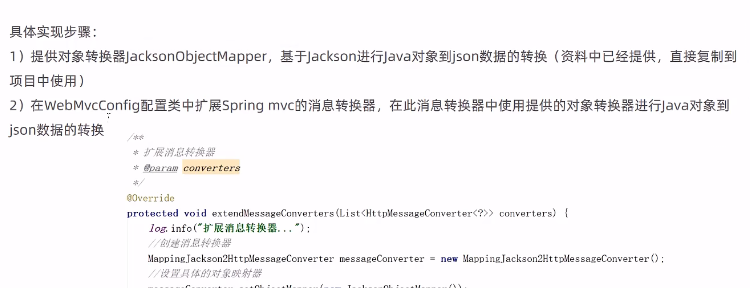 具体实现步骤：
1）提供对象转换器JacksonObjectMapper，基于Jackson进行Java对象到json数据的转换（资料中已经提供，直接复制到
项目中使用）
2）在WebMvcConfig配置类中扩展Spring mvc的消息转换器，在此消息转换器中使用提供的对象转换器进行Java对象到
json数据的转换
/**
* 扩展消息转换器
* @param converters
*/
@Override
protected void extendMessageConverters(List<HttpMessageConverter<?>> converters) {
log.info("扩展消息转换器...");
//创建消息转换器
MappingJackson2HttpMessageConverter messageConverter = new MappingJackson2HttpMessageConverter();
//设置具体的对象映射器
messageConverter.setObjectMapper(new JacksonObjectMapper());